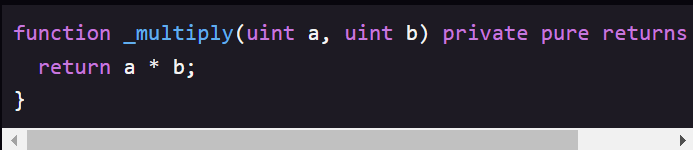 function _multiply(uint a, uint b) private pure returns
  return a * b;
}